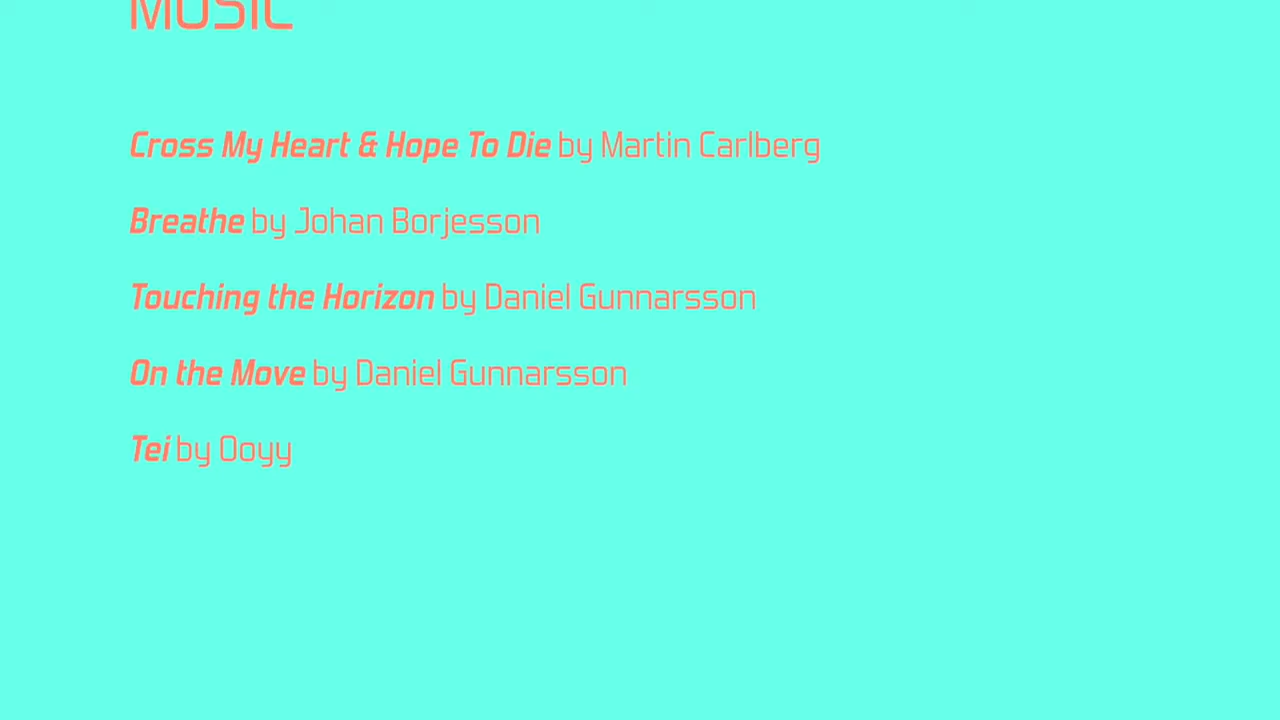 MUSIC
Cross My Heart & Hope To Die by Martin Carlberg
Breathe by Johan Borjesson
Touching the Horizon by Daniel Gunnarsson
On the Move by Daniel Gunnarsson
Tei by Ooyy